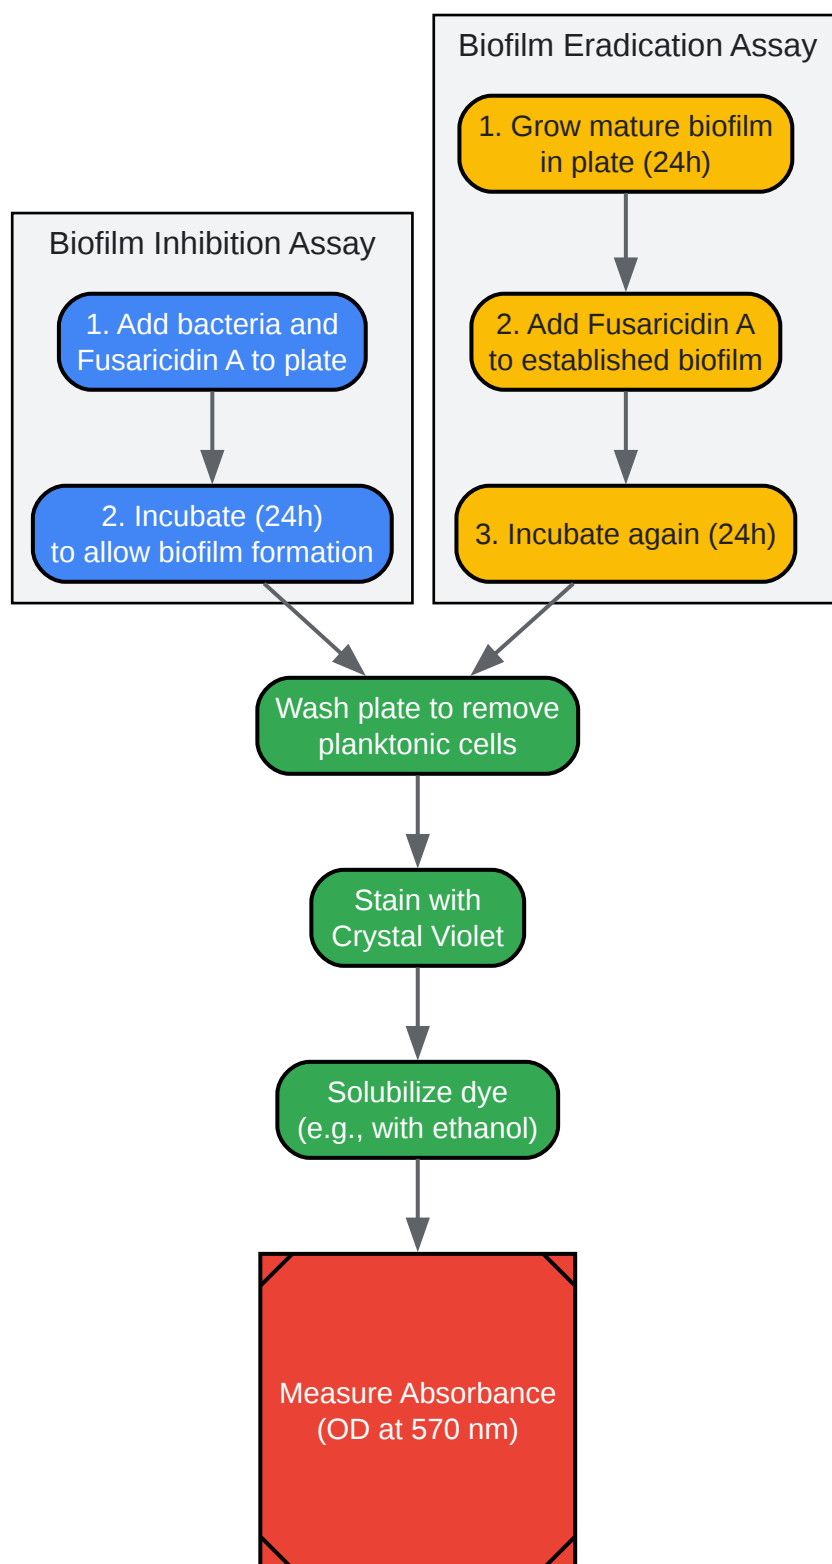 Biofilm Inhibition Assay
1. Add bacteria and
Fusaricidin A to plate
2. Incubate (24h)
to allow biofilm formation
Biofilm Eradication Assay
1. Grow mature biofilm
in plate (24h)
2. Add Fusaricidin A
to established biofilm
3. Incubate again (24h)
Wash plate to remove
planktonic cells
Stain with
Crystal Violet
Solubilize dye
(e.g., with ethanol)
Measure Absorbance
(OD at 570 nm)